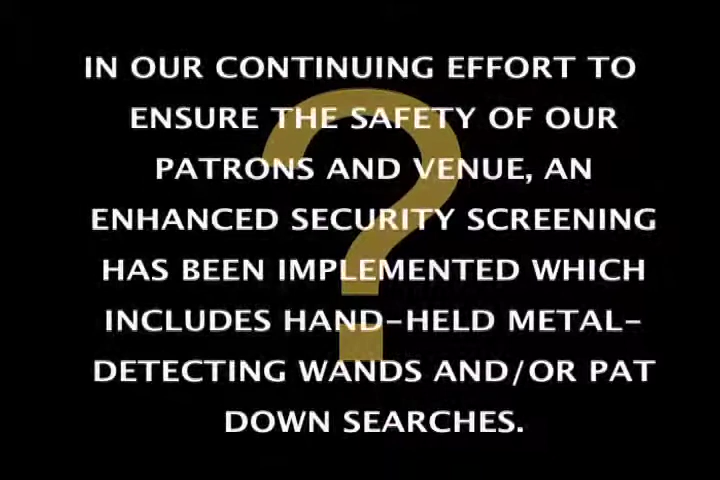 IN OUR CONTINUING EFFORT TO
ENSURE THE SAFETY OF OUR
PATRONS AND VENUE, AN
ENHANCED SECURITY SCREENING
HAS BEEN IMPLEMENTED WHICH
INCLUDES HAND-HELD METAL-
DETECTING WANDS AND/OR PAT
DOWN SEARCHES.
?